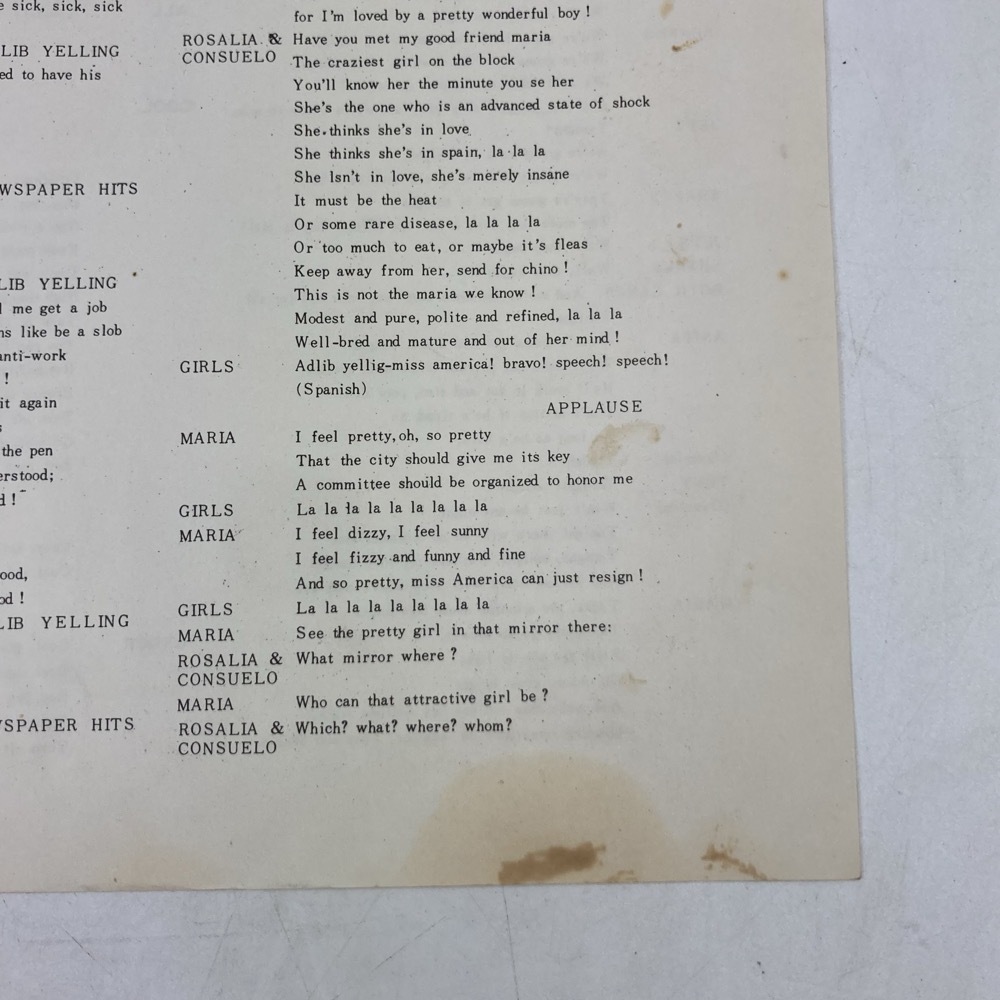 e sick, sick, sick
LIB YELLING
ed to have his
WSPAPER HITS
LIB YELLING
l me get a job
ns like be a slob
anti-work
!
it again
s
the pen
erstood;
d !
ood,
od !
LIB YELLING
WSPAPER HITS
for I'm loved by a pretty wonderful boy !
ROSALIA & Have you met my good friend maria
CONSUELO The craziest girl on the block
You'll know her the minute you se her
She's the one who is an advanced state of shock
She thinks she's in love
She thinks she's in spain, la la la
She Isn't in love, she's merely insane
It must be the heat
Or some rare disease, la la la la
Or too much to eat, or maybe it's fleas
Keep away from her, send for chino !
This is not the maria we know !
Modest and pure, polite and refined, la la la
Well-bred and mature and out of her mind !
GIRLS Adlib yellig-miss america! bravo! speech! speech!
(Spanish)
APPLAUSE
MARIA I feel pretty, oh, so pretty
That the city should give me its key
A committee should be organized to honor me
GIRLS La la la la la la la la la
MARIA I feel dizzy, I feel sunny
I feel fizzy and funny and fine
And so pretty, miss America can just resign !
GIRLS La la la la la la la la la
MARIA See the pretty girl in that mirror there:
ROSALIA & What mirror where ?
CONSUELO
MARIA Who can that attractive girl be ?
ROSALIA & Which? what? where? whom?
CONSUELO